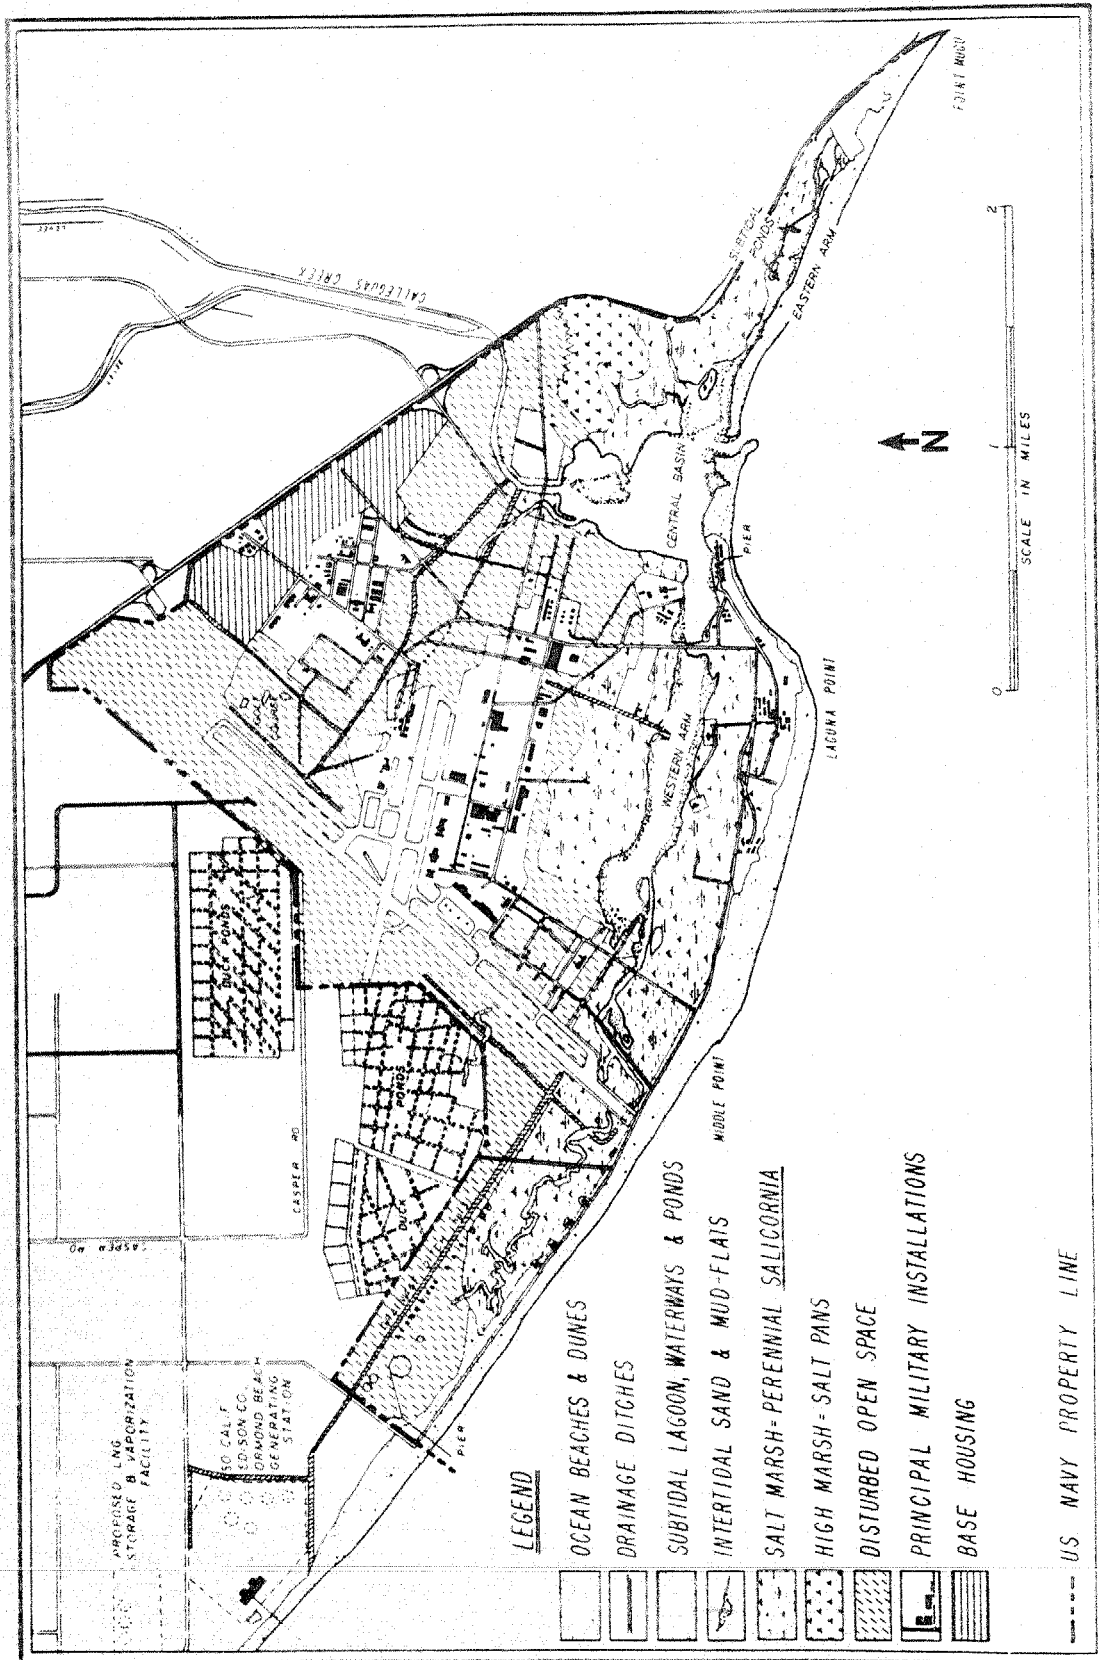 PROPOSED LNG
STORAGE & VAPORIZATION
FACILITY
SO CALIF
EDISON CO.
ORMOND BEACH
GENERATING
STATION
PIER
CASPER RD
CASPER RD
DUCK PONDS
DUCK
PONDS
LEVEE
CALLEGUAS CREEK
SUBTIDAL
PONDS
EASTERN ARM
POINT MUGU
CENTRAL BASIN
PIER
WESTERN ARM
LAGUNA POINT
MIDDLE POINT
N
0 1 2
SCALE IN MILES
LEGEND
OCEAN BEACHES & DUNES
DRAINAGE DITCHES
SUBTIDAL LAGOON, WATERWAYS & PONDS
INTERTIDAL SAND & MUD-FLATS
SALT MARSH = PERENNIAL SALICORNIA
HIGH MARSH = SALT PANS
DISTURBED OPEN SPACE
PRINCIPAL MILITARY INSTALLATIONS
BASE HOUSING
US NAVY PROPERTY LINE